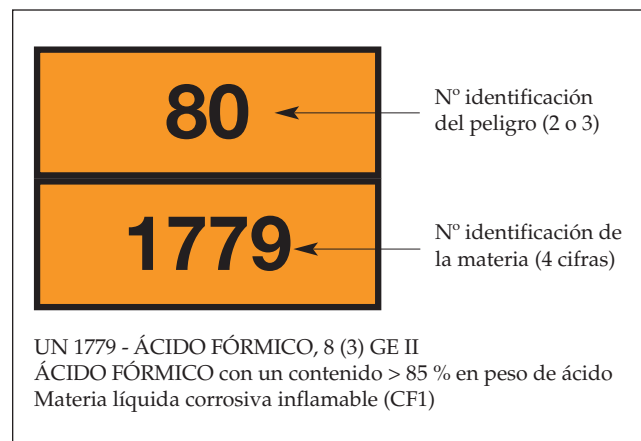 80
Nº identificación
del peligro (2 o 3)
1779
Nº identificación de
la materia (4 cifras)
UN 1779 - ÁCIDO FÓRMICO, 8 (3) GE II
ÁCIDO FÓRMICO con un contenido > 85 % en peso de ácido
Materia líquida corrosiva inflamable (CF1)